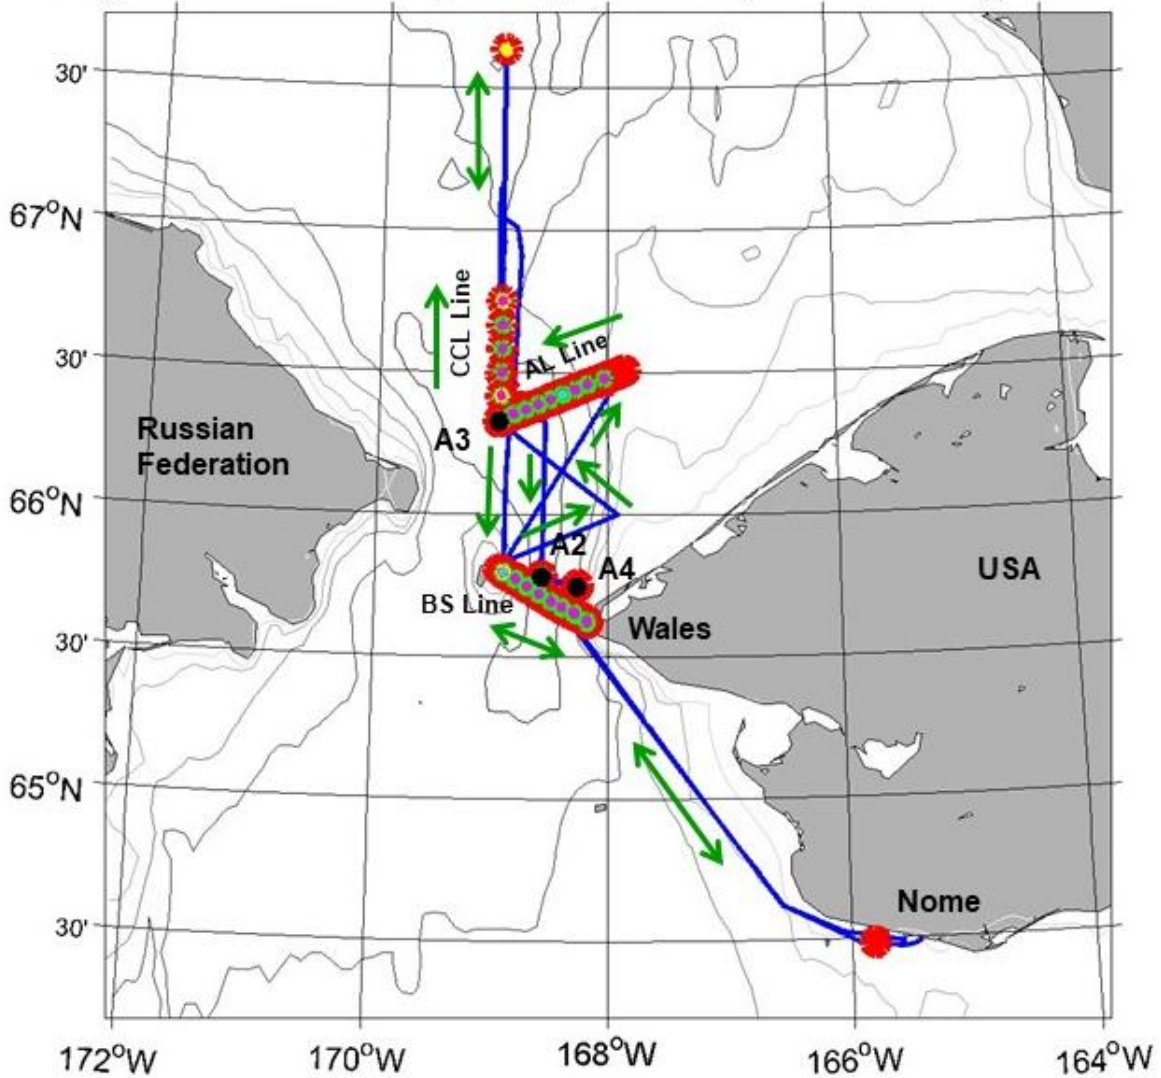 30'
67°N
CCL Line
AL Line
30'
Russian
Federation
A3
66°N
A2
A4
USA
BS Line
Wales
30'
65°N
Nome
30'
172°W
170°W
168°W
166°W
164°W